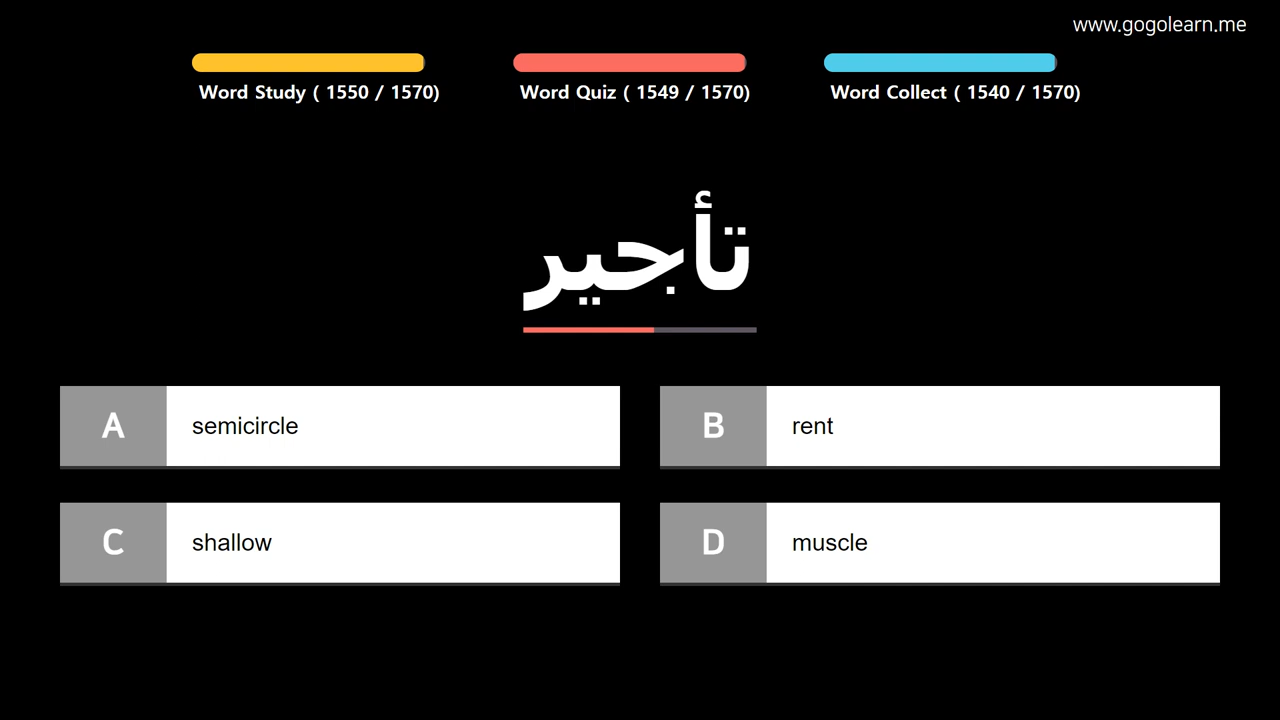 www.gogolearn.me
Word Study ( 1550 / 1570)
Word Quiz ( 1549 / 1570)
Word Collect ( 1540 / 1570)
تأجير
A semicircle
B rent
C shallow
D muscle